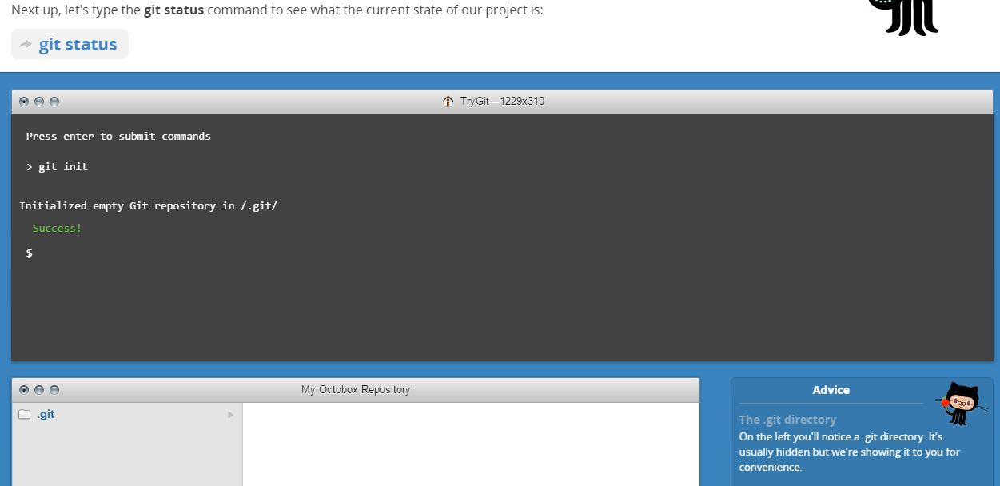 Next up, let's type the git status command to see what the current state of our project is:
git status
TryGit—1229x310
Press enter to submit commands
> git init
Initialized empty Git repository in /.git/
Success!
$
My Octobox Repository
.git
Advice
The .git directory
On the left you'll notice a .git directory. It's
usually hidden but we're showing it to you for
convenience.